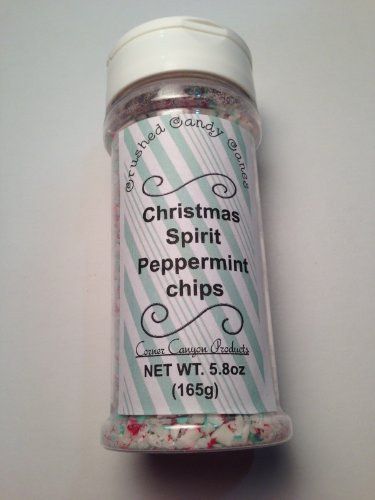 Crushed Candy Canes
Christmas
Spirit
Peppermint
chips
Corner Canyon Products
NET WT. 5.8oz
(165g)